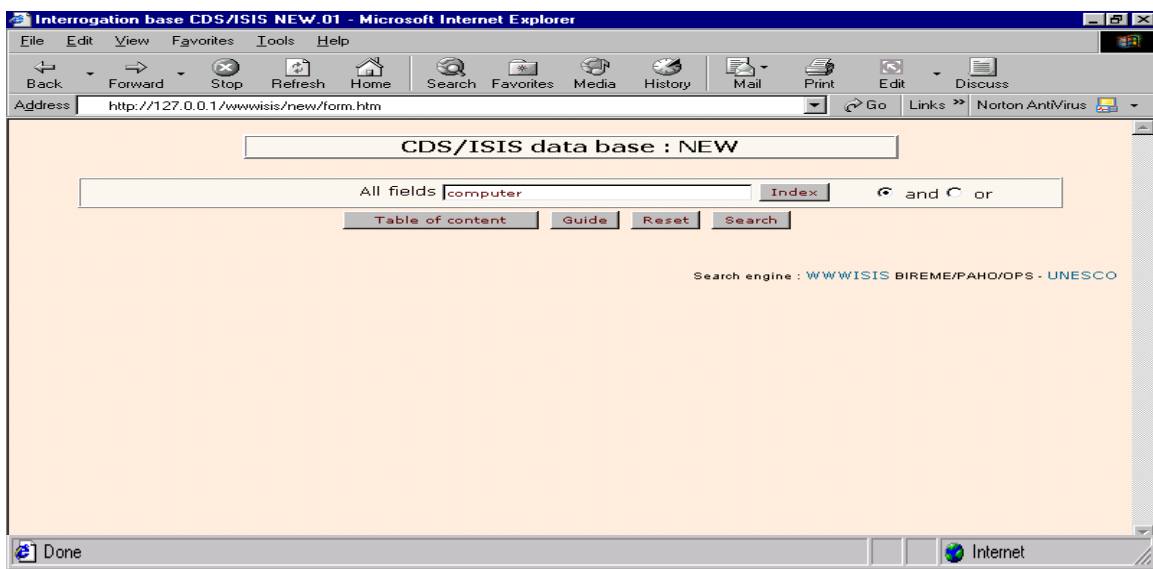 Interrogation base CDS/ISIS NEW.01 - Microsoft Internet Explorer
File Edit View Favorites Tools Help
Back Forward Stop Refresh Home Search Favorites Media History Mail Print Edit Discuss
Address http://127.0.0.1/wwwisis/new/form.htm Go Links » Norton AntiVirus
CDS/ISIS data base : NEW
All fields computer Index and or
Table of content Guide Reset Search
Search engine : WWWISIS BIREME/PAHO/OPS - UNESCO
Done Internet